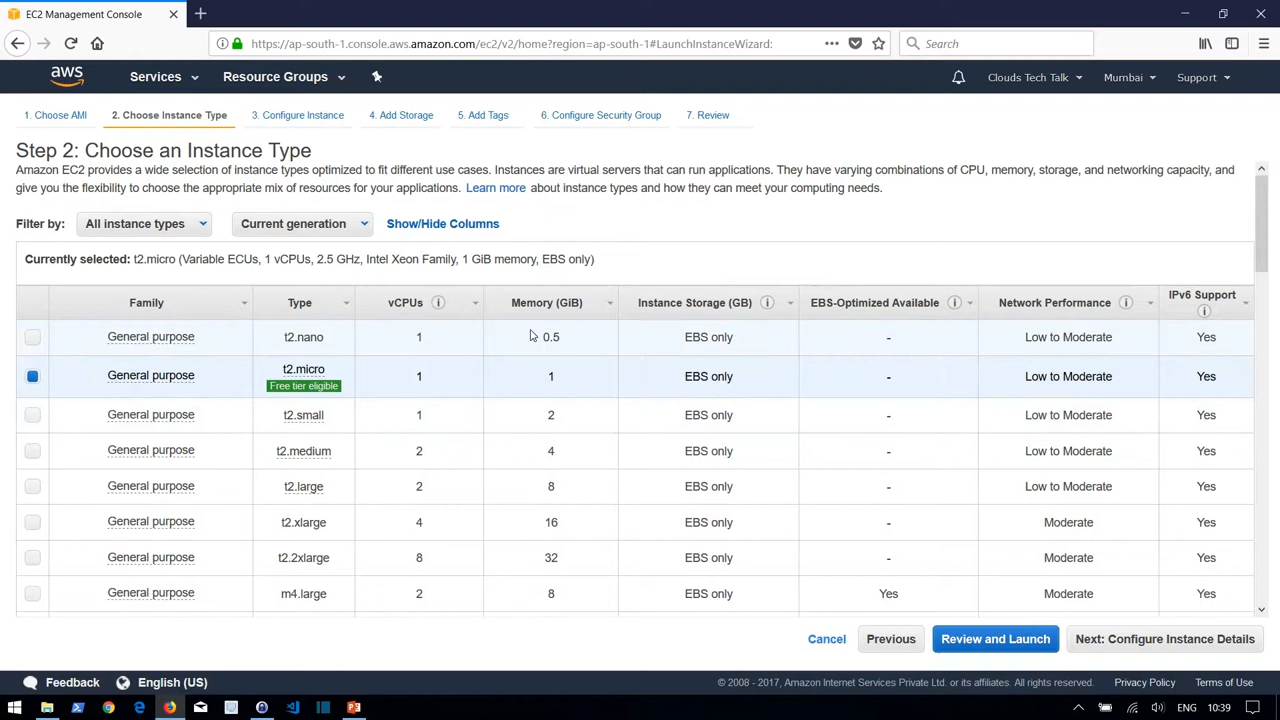 EC2 Management Console
https://ap-south-1.console.aws.amazon.com/ec2/v2/home?region=ap-south-1#LaunchInstanceWizard:
Search
aws
Services
Resource Groups
Clouds Tech Talk
Mumbai
Support
1. Choose AMI
2. Choose Instance Type
3. Configure Instance
4. Add Storage
5. Add Tags
6. Configure Security Group
7. Review
Step 2: Choose an Instance Type
Amazon EC2 provides a wide selection of instance types optimized to fit different use cases. Instances are virtual servers that can run applications. They have varying combinations of CPU, memory, storage, and networking capacity, and
give you the flexibility to choose the appropriate mix of resources for your applications. Learn more about instance types and how they can meet your computing needs.
Filter by: All instance types Current generation Show/Hide Columns
Currently selected: t2.micro (Variable ECUs, 1 vCPUs, 2.5 GHz, Intel Xeon Family, 1 GiB memory, EBS only)
Family Type vCPUs Memory (GiB) Instance Storage (GB) EBS-Optimized Available Network Performance IPv6 Support
General purpose t2.nano 1 0.5 EBS only - Low to Moderate Yes
General purpose t2.micro 1 1 EBS only - Low to Moderate Yes
Free tier eligible
General purpose t2.small 1 2 EBS only - Low to Moderate Yes
General purpose t2.medium 2 4 EBS only - Low to Moderate Yes
General purpose t2.large 2 8 EBS only - Low to Moderate Yes
General purpose t2.xlarge 4 16 EBS only - Moderate Yes
General purpose t2.2xlarge 8 32 EBS only - Moderate Yes
General purpose m4.large 2 8 EBS only Yes Moderate Yes
Cancel Previous Review and Launch Next: Configure Instance Details
Feedback English (US) © 2008 - 2017, Amazon Internet Services Private Ltd. or its affiliates. All rights reserved. Privacy Policy Terms of Use
ENG 10:39